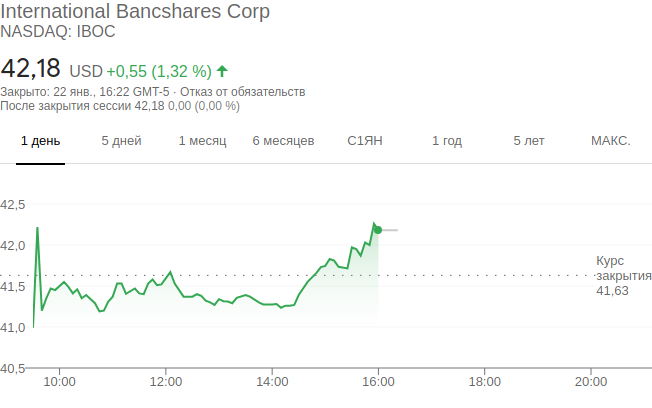 International Bancshares Corp
NASDAQ: IBOC
42,18 USD +0,55 (1,32 %)
Закрыто: 22 янв., 16:22 GMT-5 · Отказ от обязательств
После закрытия сессии 42,18 0,00 (0,00 %)
1 день 5 дней 1 месяц 6 месяцев С1ЯН 1 год 5 лет МАКС.
42,5
42,0
Курс
закрытия
41,63
41,5
41,0
40,5
10:00 12:00 14:00 16:00 18:00 20:00